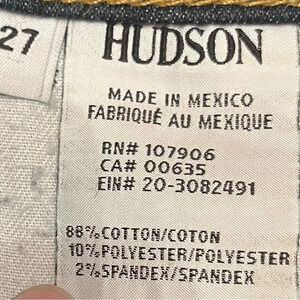 27
HUDSON
MADE IN MEXICO
FABRIQUÉ AU MEXIQUE
RN# 107906
CA# 00635
EIN# 20-3082491
88% COTTON/COTON
10% POLYESTER/POLYESTER
2% SPANDEX/SPANDEX